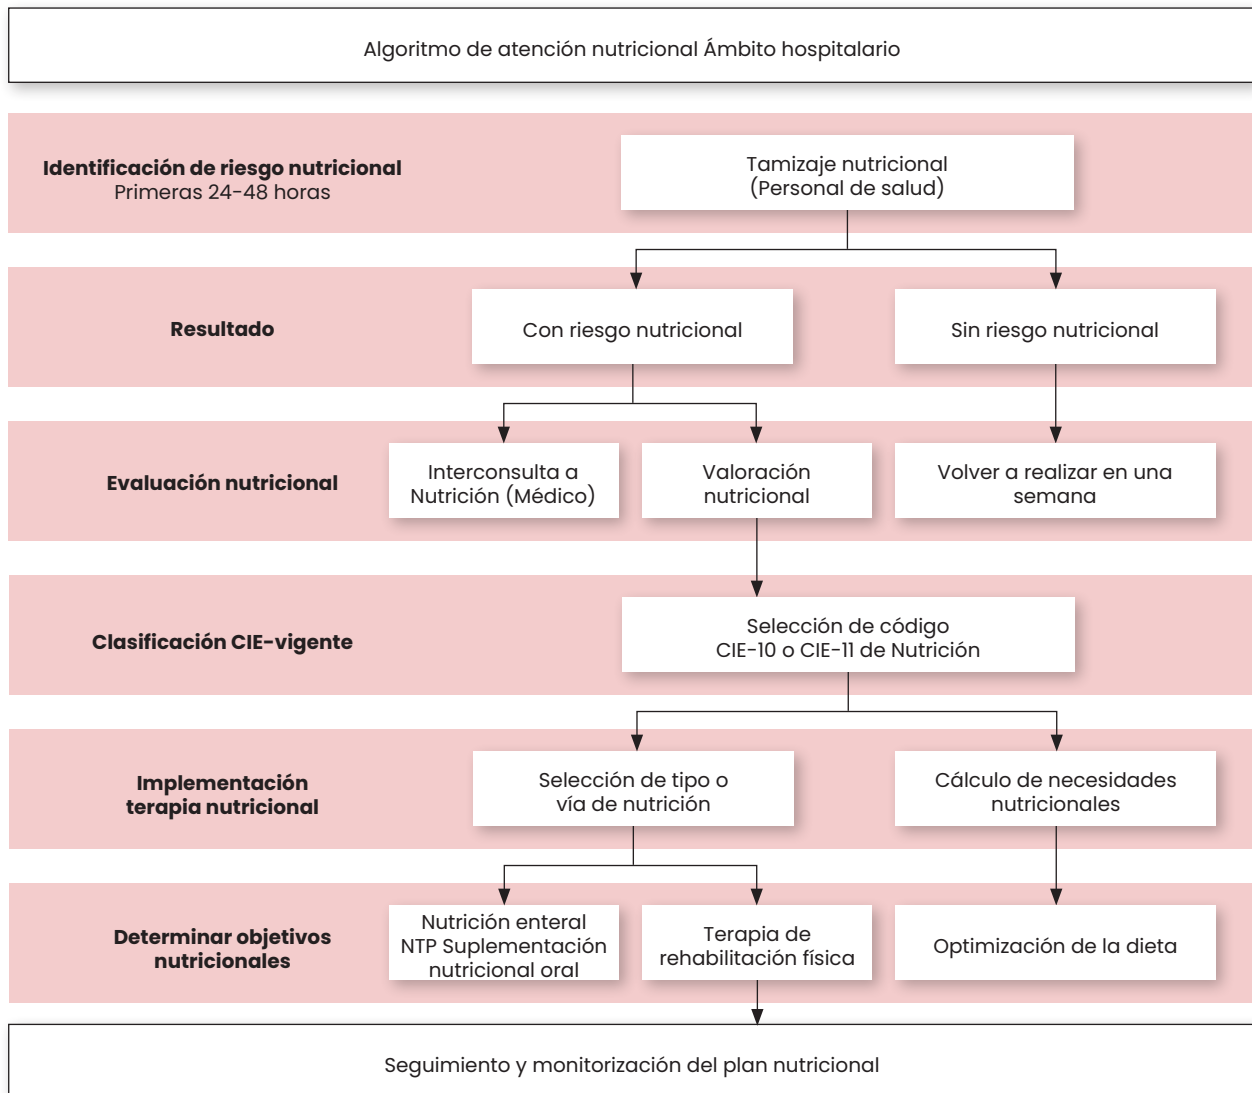 Algoritmo de atención nutricional Ámbito hospitalario
Identificación de riesgo nutricional
Primeras 24-48 horas
Tamizaje nutricional
(Personal de salud)
Resultado
Con riesgo nutricional
Sin riesgo nutricional
Evaluación nutricional
Interconsulta a
Nutrición (Médico)
Valoración
nutricional
Volver a realizar en una
semana
Clasificación CIE-vigente
Selección de código
CIE-10 o CIE-11 de Nutrición
Implementación
terapia nutricional
Selección de tipo o
vía de nutrición
Cálculo de necesidades
nutricionales
Determinar objetivos
nutricionales
Nutrición enteral
NTP Suplementación
nutricional oral
Terapia de
rehabilitación física
Optimización de la dieta
Seguimiento y monitorización del plan nutricional